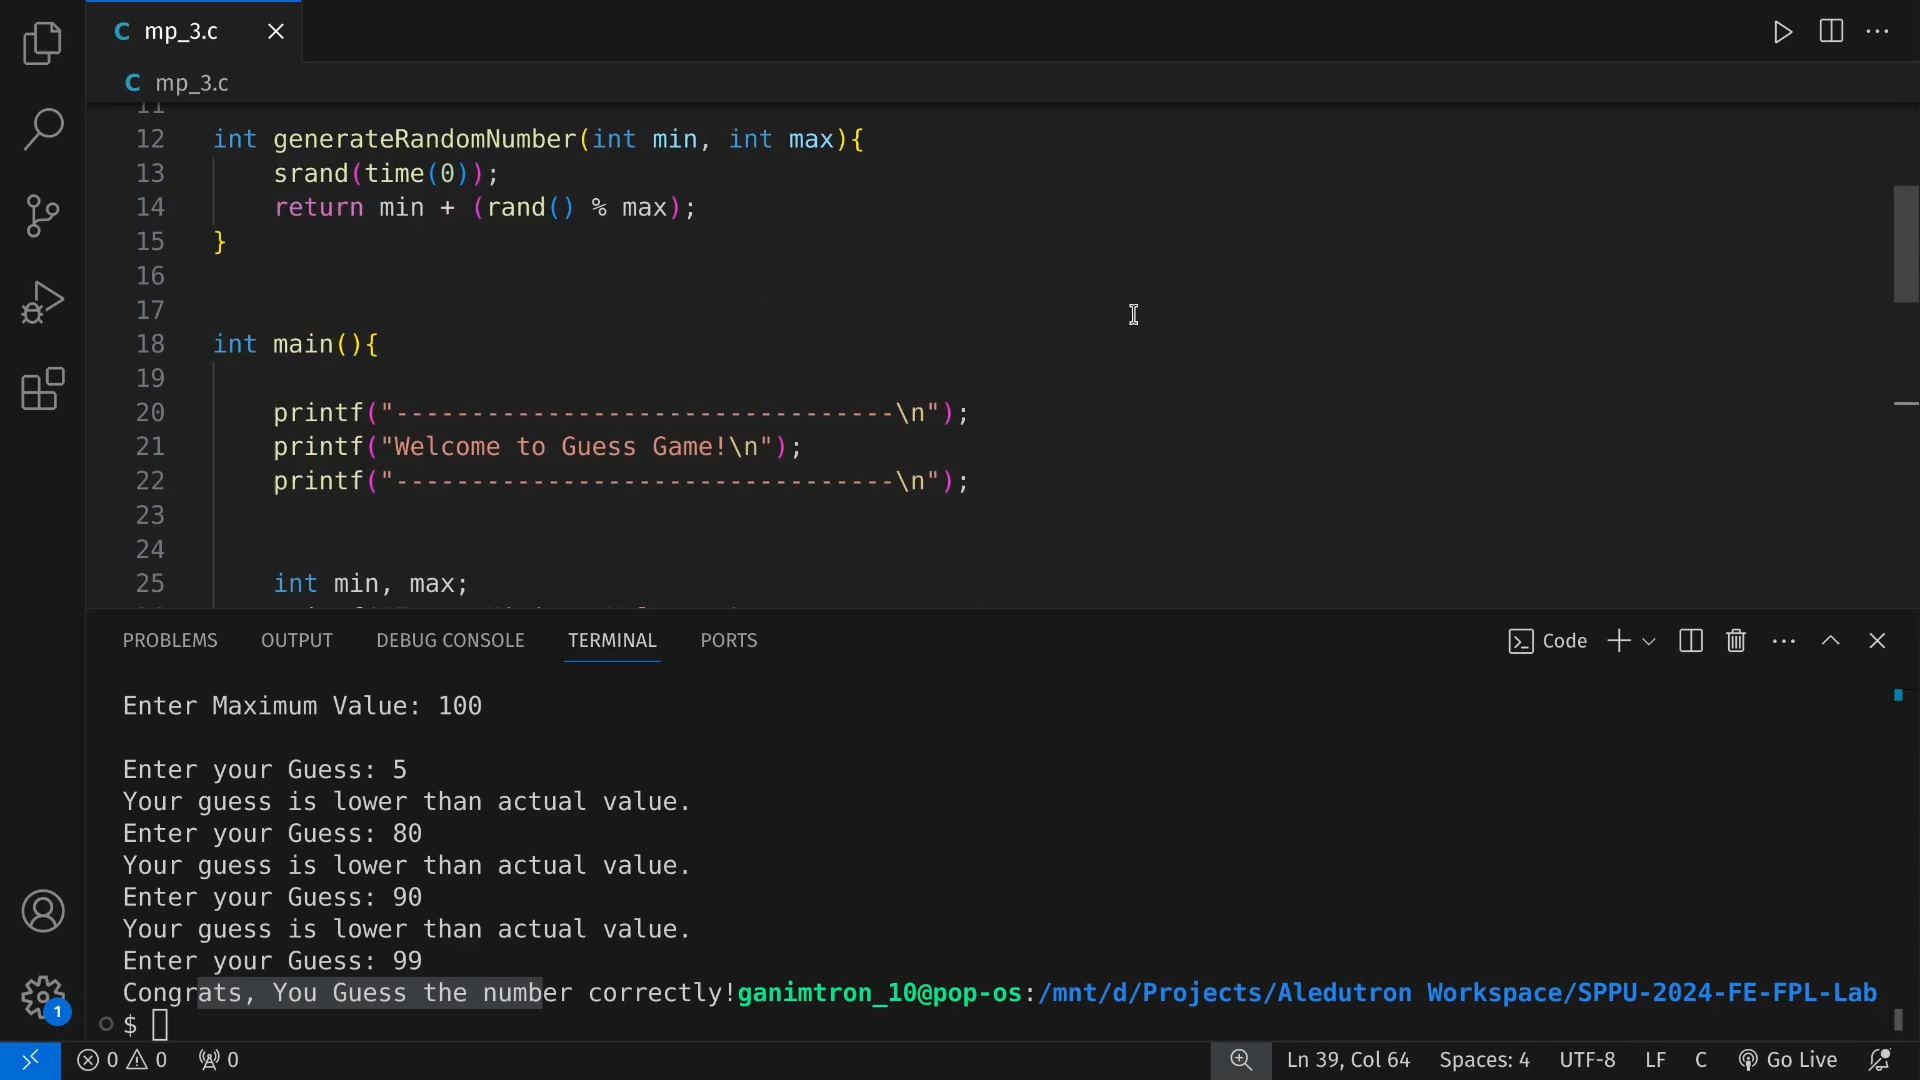 C mp_3.c
C mp_3.c
11
12 int generateRandomNumber(int min, int max){
13 srand(time(0));
14 return min + (rand() % max);
15 }
16
17
18 int main(){
19
20 printf("---------------------------------\n");
21 printf("Welcome to Guess Game!\n");
22 printf("---------------------------------\n");
23
24
25 int min, max;
PROBLEMS OUTPUT DEBUG CONSOLE TERMINAL PORTS Code
Enter Maximum Value: 100
Enter your Guess: 5
Your guess is lower than actual value.
Enter your Guess: 80
Your guess is lower than actual value.
Enter your Guess: 90
Your guess is lower than actual value.
Enter your Guess: 99
Congrats, You Guess the number correctly!ganimtron_10@pop-os:/mnt/d/Projects/Aledutron Workspace/SPPU-2024-FE-FPL-Lab
$
1
0 0 0 Ln 39, Col 64 Spaces: 4 UTF-8 LF C Go Live